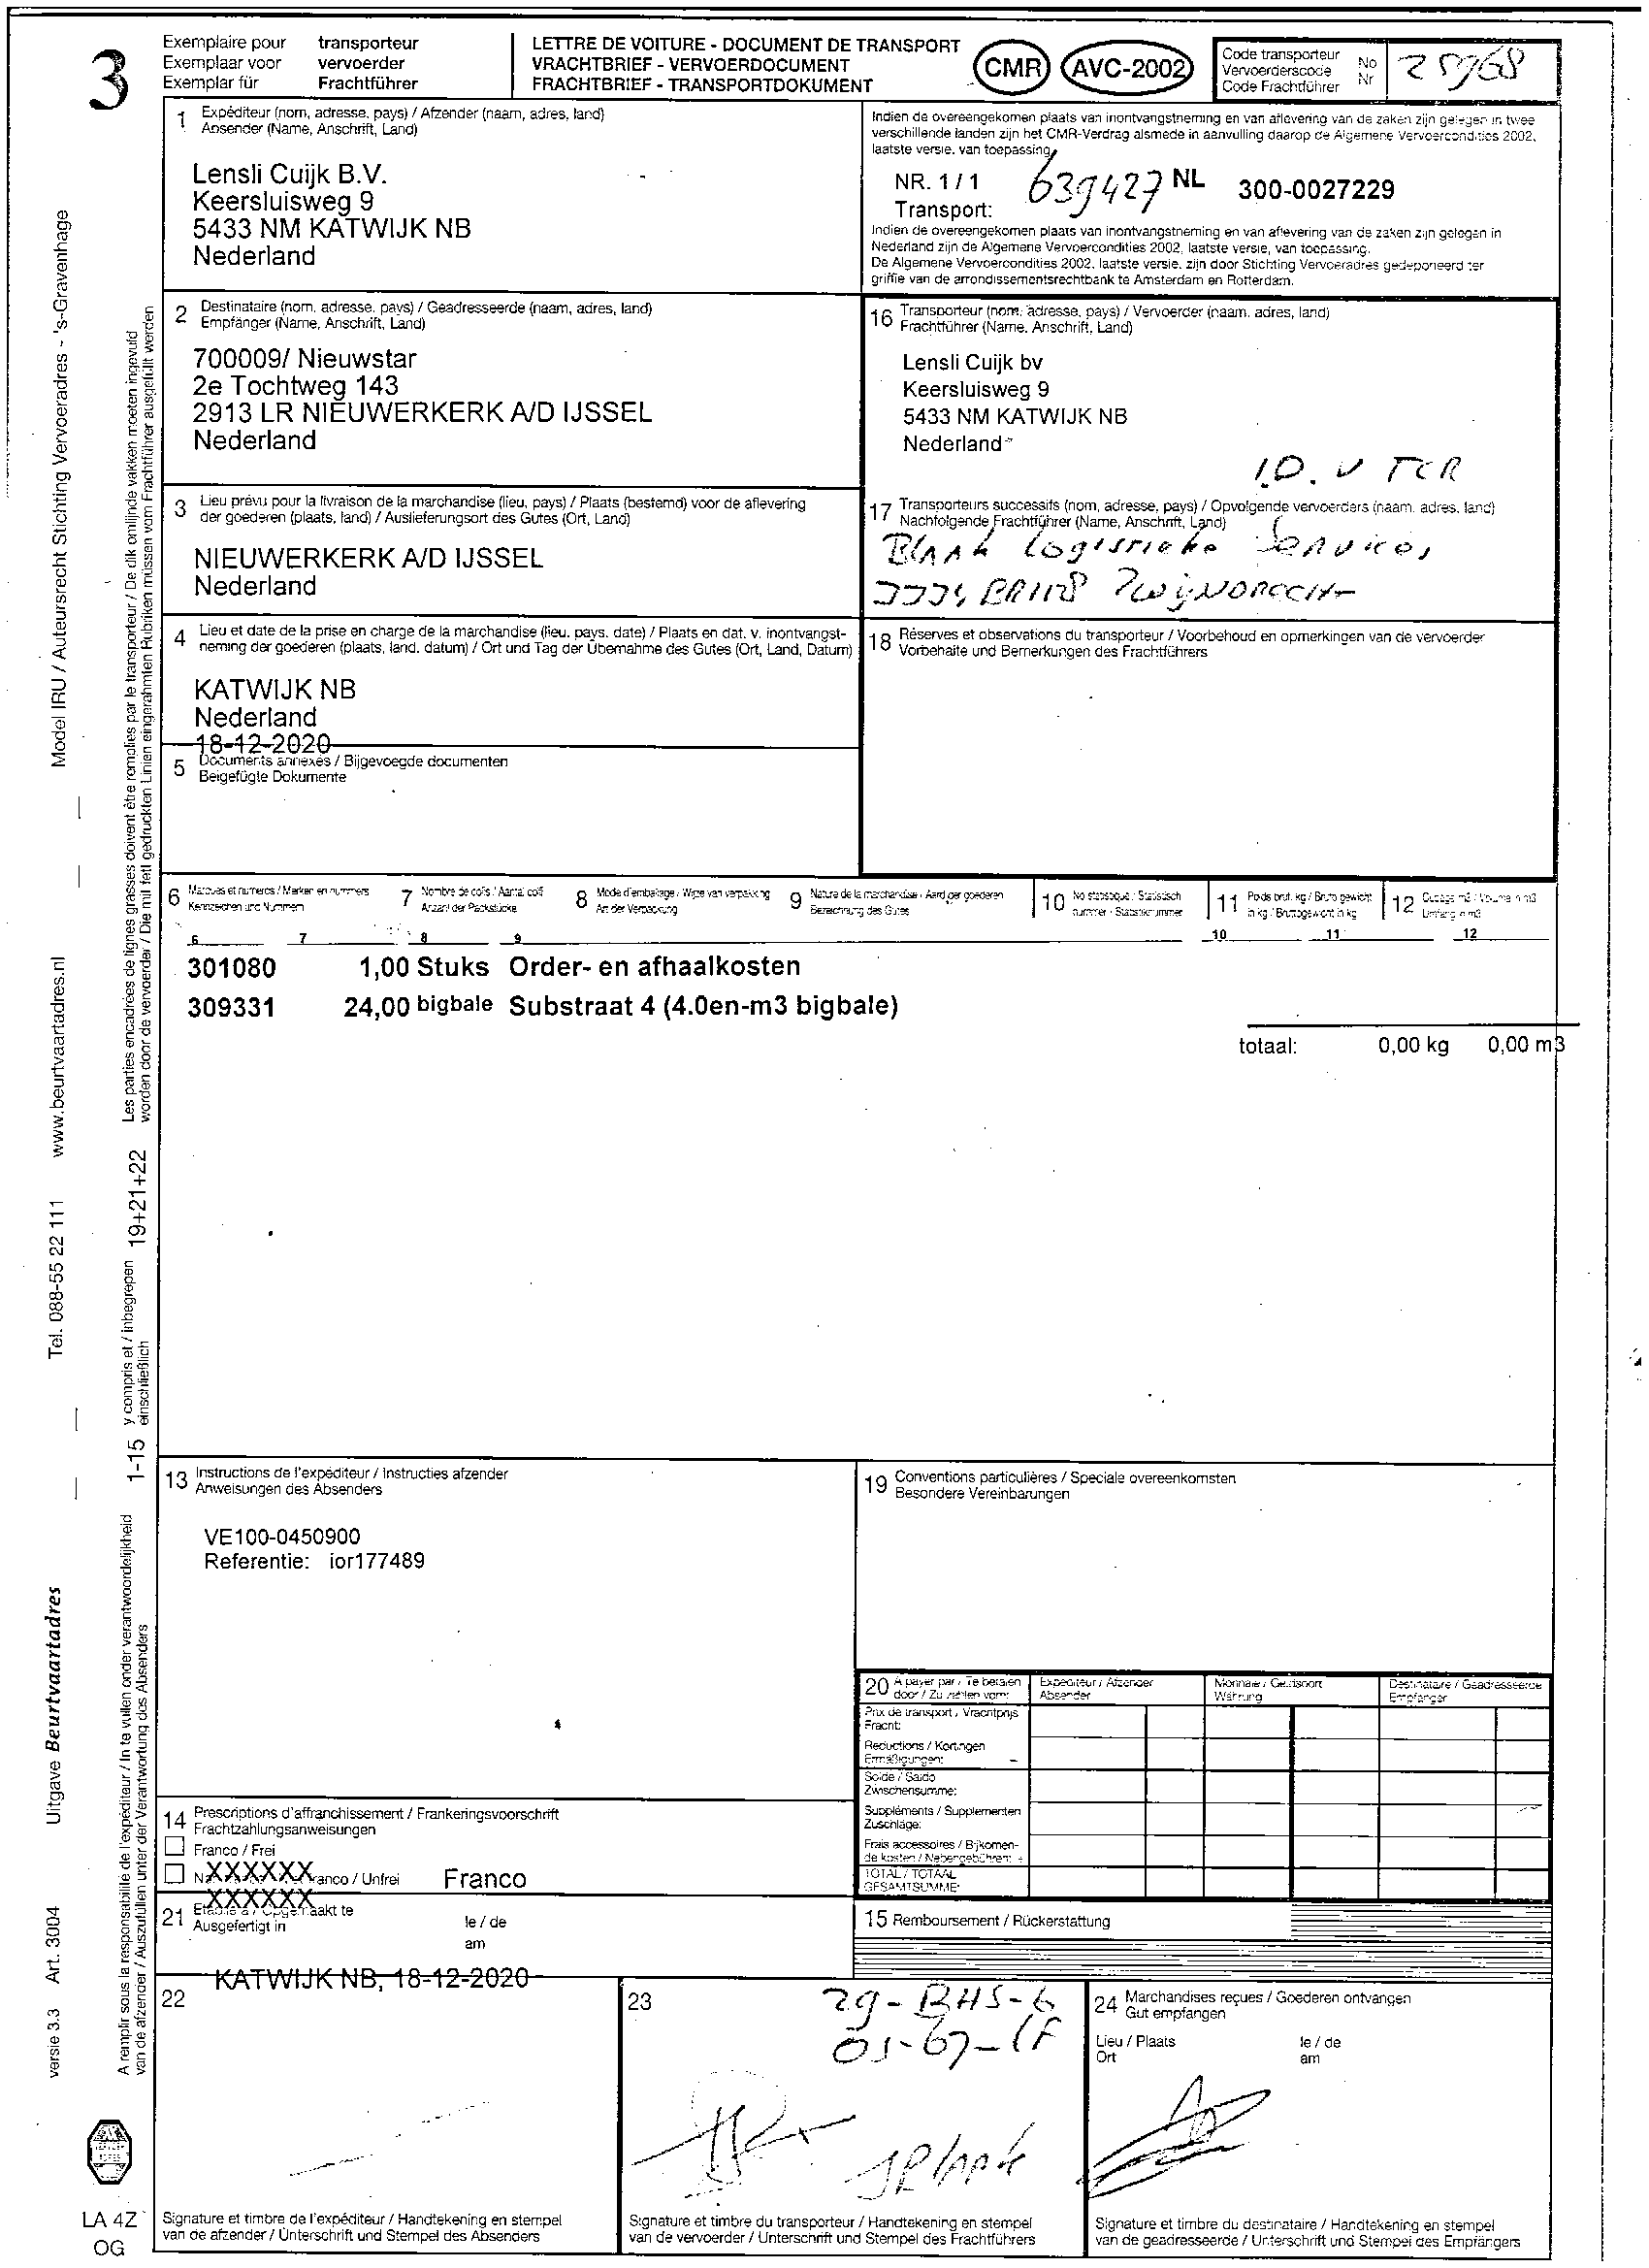 3
Exemplaire pour transporteur
Exemplaar voor vervoerder
Exemplar für Frachtführer
LETTRE DE VOITURE - DOCUMENT DE TRANSPORT
VRACHTBRIEF - VERVOERDOCUMENT
FRACHTBRIEF - TRANSPORTDOKUMENT
CMR AVC-2002
Code transporteur No
Vervoerderscode Nr
Code Frachtführer
1 Expéditeur (nom, adresse, pays) / Afzender (naam, adres, land)
Absender (Name, Anschrift, Land)
Lensli Cuijk B.V.
Keersluisweg 9
5433 NM KATWIJK NB
Nederland
Indien de overeengekomen plaats van inontvangstneming en van aflevering van de zaken zijn gelegen in twee
verschillende landen zijn het CMR-Verdrag alsmede in aanvulling daarop de Algemene Vervoercondities 2002,
laatste versie, van toepassing.
NR. 1 / 1 639427 NL 300-0027229
Transport:
Indien de overeengekomen plaats van inontvangstneming en van aflevering van de zaken zijn gelegen in
Nederland zijn de Algemene Vervoercondities 2002, laatste versie, van toepassing.
De Algemene Vervoercondities 2002, laatste versie, zijn door Stichting Vervoeradres gedeponeerd ter
griffie van de arrondissementsrechtbank te Amsterdam en Rotterdam.
2 Destinataire (nom, adresse, pays) / Geadresseerde (naam, adres, land)
Empfänger (Name, Anschrift, Land)
700009/ Nieuwstar
2e Tochtweg 143
2913 LR NIEUWERKERK A/D IJSSEL
Nederland
16 Transporteur (nom, adresse, pays) / Vervoerder (naam, adres, land)
Frachtführer (Name, Anschrift, Land)
Lensli Cuijk bv
Keersluisweg 9
5433 NM KATWIJK NB
Nederland
I.O. v TCR
3 Lieu prévu pour la livraison de la marchandise (lieu, pays) / Plaats (bestemd) voor de aflevering
der goederen (plaats, land) / Auslieferungsort des Gutes (Ort, Land)
NIEUWERKERK A/D IJSSEL
Nederland
17 Transporteurs successifs (nom, adresse, pays) / Opvolgende vervoerders (naam, adres, land)
Nachfolgende Frachtführer (Name, Anschrift, Land)
Blaak Logistieke Services
ZWIJNDRECHT
4 Lieu et date de la prise en charge de la marchandise (lieu, pays, date) / Plaats en dat. v. inontvangst-
neming der goederen (plaats, land, datum) / Ort und Tag der Übernahme des Gutes (Ort, Land, Datum)
KATWIJK NB
Nederland
18-12-2020
18 Réserves et observations du transporteur / Voorbehoud en opmerkingen van de vervoerder
Vorbehalte und Bemerkungen des Frachtführers
5 Documents annexés / Bijgevoegde documenten
Beigefügte Dokumente
6 Marques et numéros / Merken en nummers
Kennzeichen und Nummern
7 Nombre de colis / Aantal colli
Anzahl der Packstücke
8 Mode d'emballage / Wijze van verpakking
Art der Verpackung
9 Nature de la marchandise / Aard der goederen
Bezeichnung des Gutes
10 No statistique / Statistisch
nummer - Statistiknummer
11 Poids brut, kg / Bruto gewicht
in kg / Bruttogewicht in kg
12 Cubage m3 / Volume in m3
Umfang in m3
6 7 8 9 10 11 12
301080 1,00 Stuks Order- en afhaalkosten
309331 24,00 bigbale Substraat 4 (4.0en-m3 bigbale)
totaal: 0,00 kg 0,00 m3
13 Instructions de l'expéditeur / Instructies afzender
Anweisungen des Absenders
VE100-0450900
Referentie: ior177489
19 Conventions particulières / Speciale overeenkomsten
Besondere Vereinbarungen
20 A payer par / Te betalen
door / Zu zahlen vom:
Expéditeur / Afzender
Absender
Monnaie / Geldsoort
Währung
Destinataire / Geadresseerde
Empfänger
Prix de transport / Vrachtprijs
Fracht:
Reductions / Kortingen
Ermäßigungen: -
Solde / Saldo
Zwischensumme:
Suppléments / Supplementen
Zuschläge:
Frais accessoires / Bijkomen-
de kosten / Nebengebühren: +
TOTAL / TOTAAL
GESAMTSUMME:
14 Prescriptions d'affranchissement / Frankeringsvoorschrift
Frachtzahlungsanweisungen
Franco / Frei
XXXXXX anco / Unfrei Franco
XXXXXX
21 Opgemaakt te
Ausgefertigt in
le / de
am
KATWIJK NB, 18-12-2020
15 Remboursement / Rückerstattung
22
Signature et timbre de l'expéditeur / Handtekening en stempel
van de afzender / Unterschrift und Stempel des Absenders
23
29-BHS-6
Signature et timbre du transporteur / Handtekening en stempel
van de vervoerder / Unterschrift und Stempel des Frachtführers
24 Marchandises reçues / Goederen ontvangen
Gut empfangen
Lieu / Plaats le / de
Ort am
Signature et timbre du destinataire / Handtekening en stempel
van de geadresseerde / Unterschrift und Stempel des Empfängers
Model IRU / Auteursrecht Stichting Vervoeradres - 's-Gravenhage
www.beurtvaartadres.nl
Tel. 088-55 22 111
Uitgave Beurtvaartadres
Art. 3004
versie 3.3
Les parties encadrées de lignes grasses doivent être remplies par le transporteur / De dik omlijnde vakken moeten ingevuld
worden door de vervoerder / Die mit fett gedruckten Linien eingerahmten Rubriken müssen vom Frachtführer ausgefüllt werden
19+21+22
y compris et / inbegrepen
einschließlich
1-15
A remplir sous la responsabilité de l'expéditeur / In te vullen onder verantwoordelijkheid
van de afzender / Auszufüllen unter der Verantwortung des Absenders
LA 4Z
OG